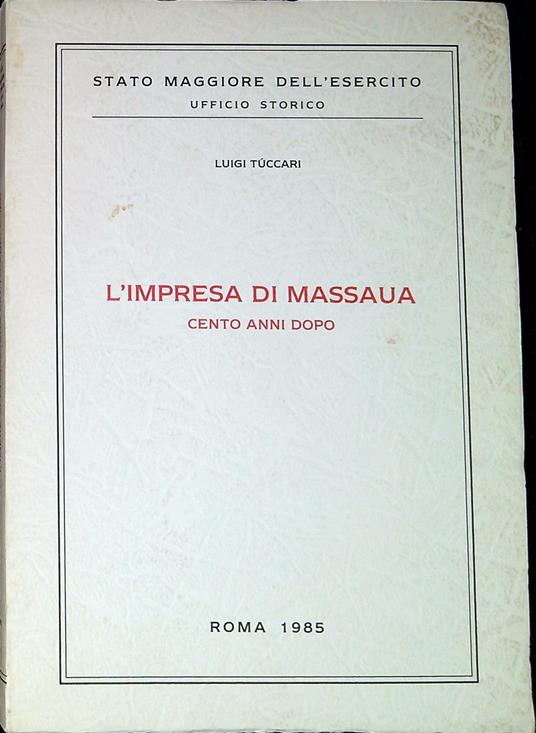 STATO MAGGIORE DELL'ESERCITO
UFFICIO STORICO
LUIGI TÚCCARI
L'IMPRESA DI MASSAUA
CENTO ANNI DOPO
ROMA 1985